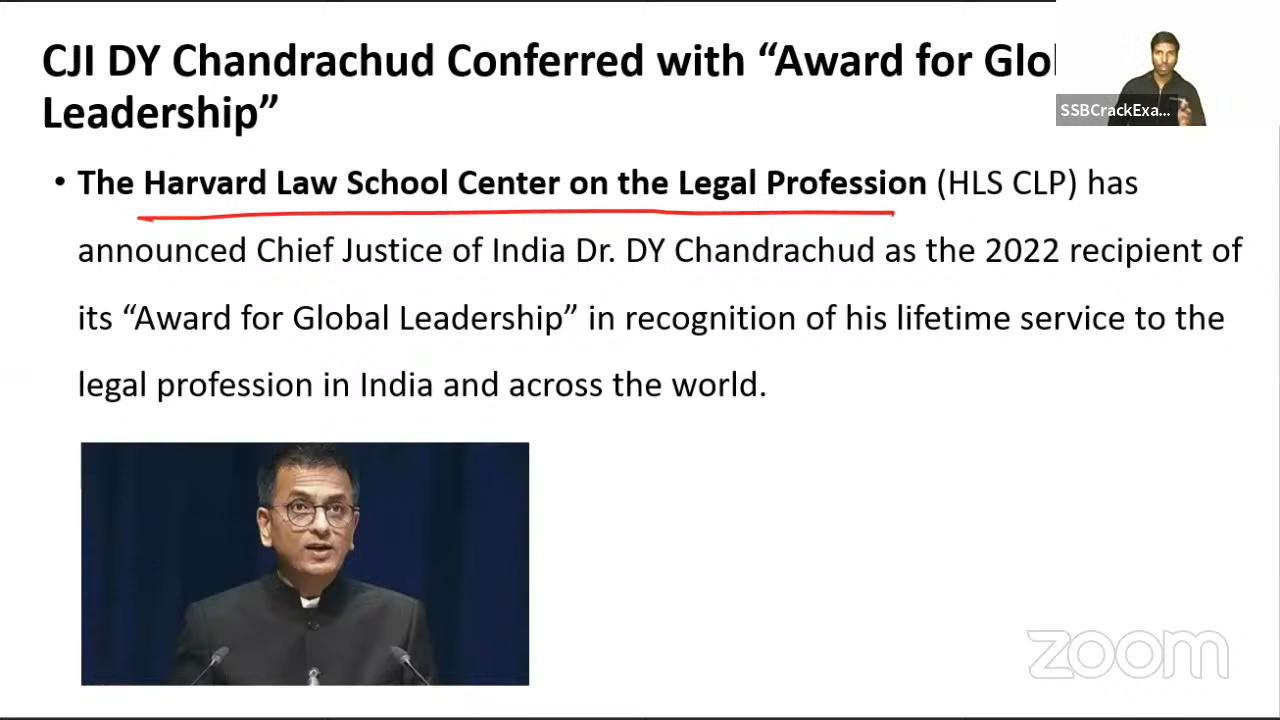 CJI DY Chandrachud Conferred with “Award for Glo
Leadership”
SSBCrackExa...
• The Harvard Law School Center on the Legal Profession (HLS CLP) has
announced Chief Justice of India Dr. DY Chandrachud as the 2022 recipient of
its “Award for Global Leadership” in recognition of his lifetime service to the
legal profession in India and across the world.
zoom